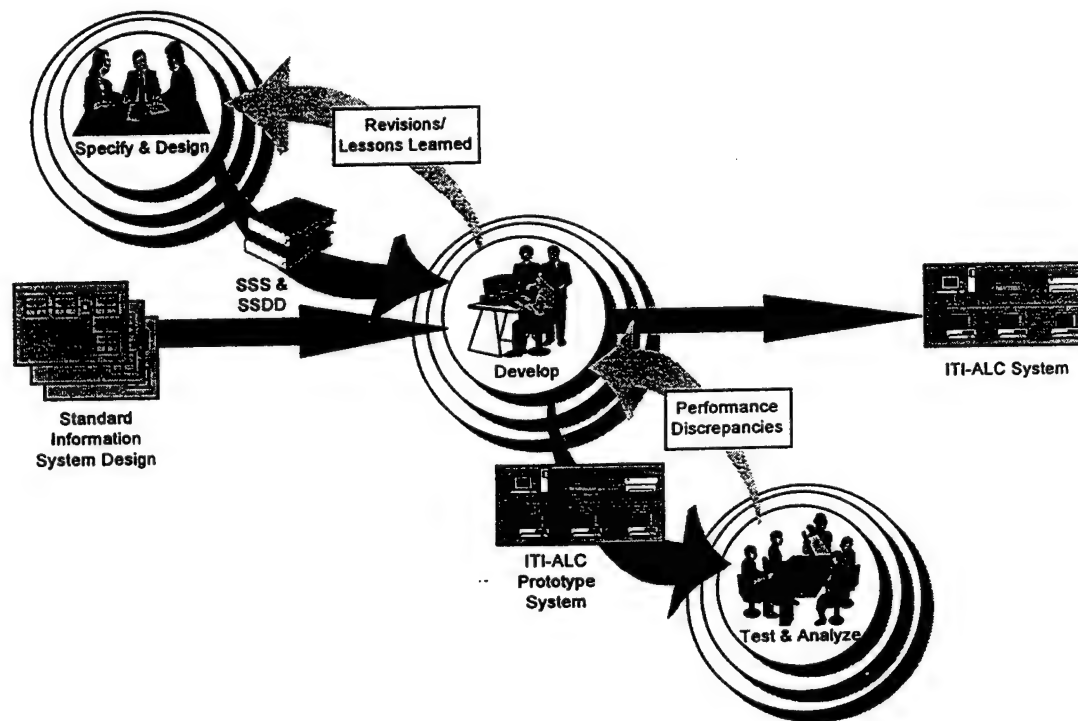 Specify & Design
Revisions/
Lessons Learned
SSS &
SSDD
Standard
Information
System Design
Develop
ITI-ALC System
Performance
Discrepancies
ITI-ALC
Prototype
System
Test & Analyze